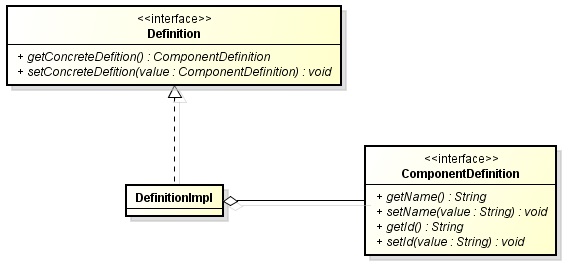 <<interface>>
Definition
+ getConcreteDefition() : ComponentDefinition
+ setConcreteDefition(value : ComponentDefinition) : void
DefinitionImpl
<<interface>>
ComponentDefinition
+ getName() : String
+ setName(value : String) : void
+ getId() : String
+ setId(value : String) : void